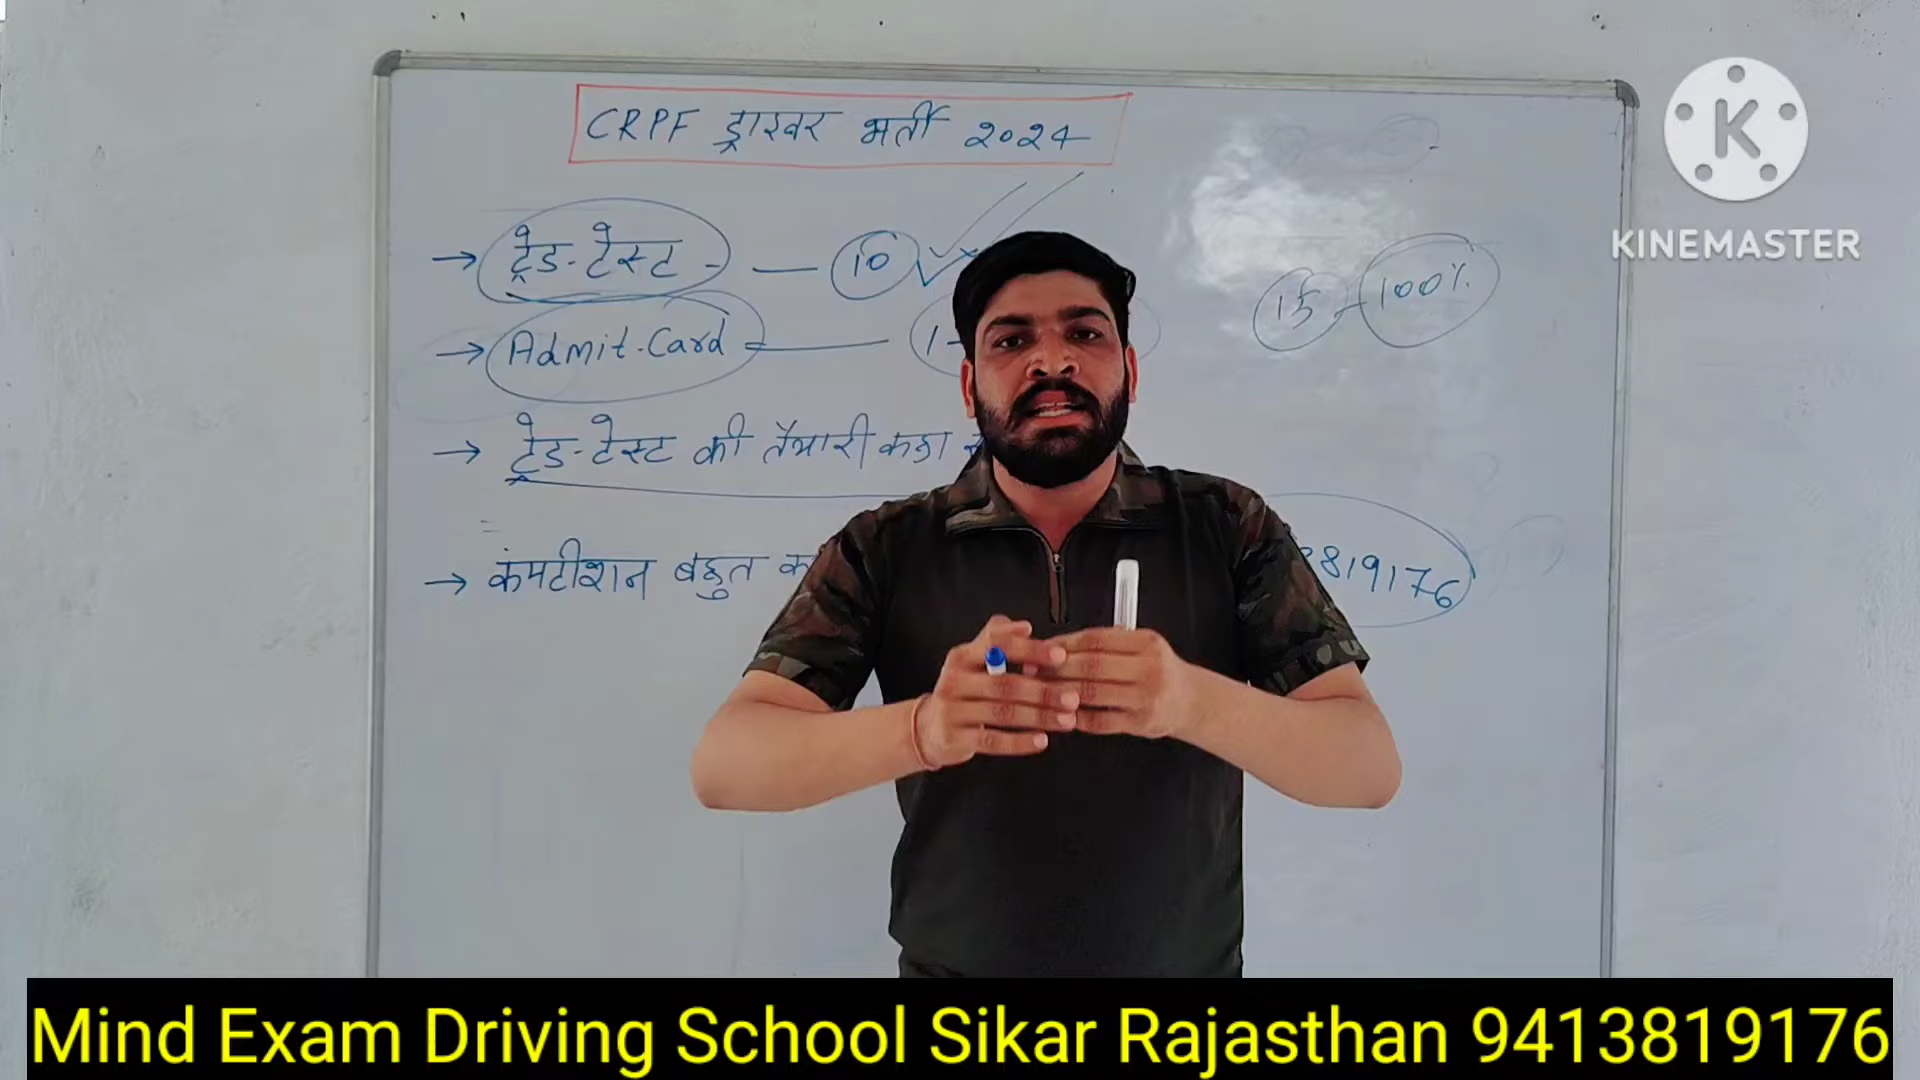 CRPF ड्राइवर भर्ती 2024
→ ट्रेड-टेस्ट - — 10
15 - 100%
→ Admit.Card — 1-
→ ट्रेड-टेस्ट की तैयारी
→ कंपटीशन बहुत
819176
K
KINEMASTER
Mind Exam Driving School Sikar Rajasthan 9413819176